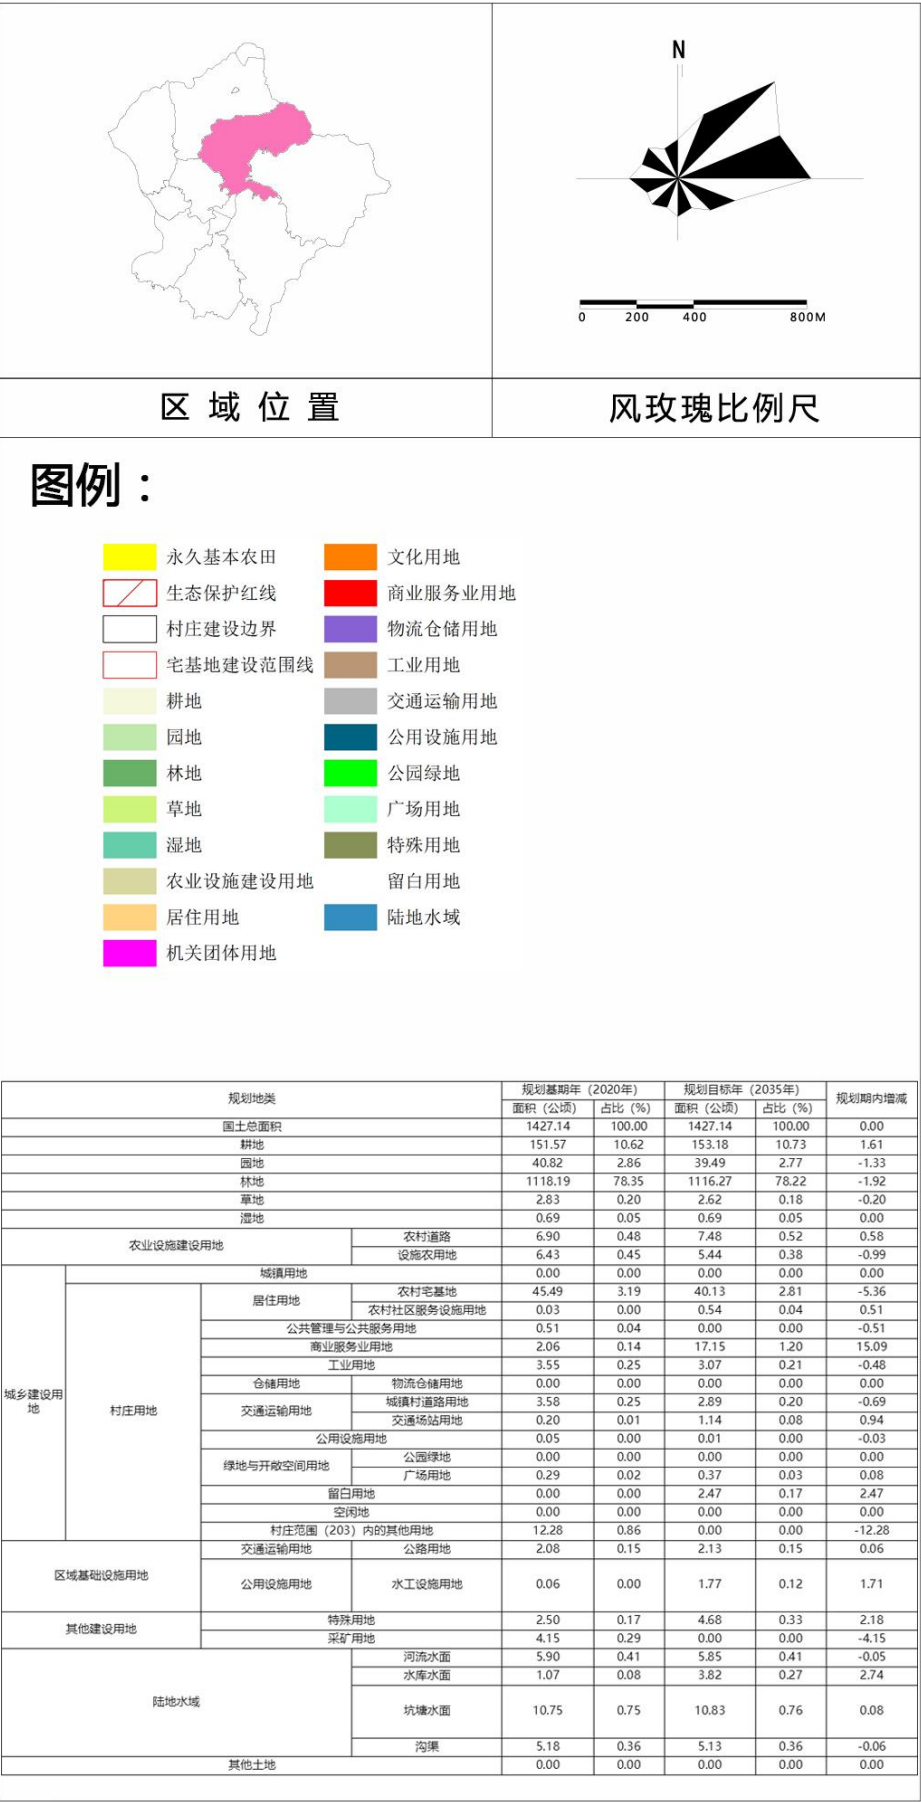 N
0 200 400 800M
区域位置 风玫瑰比例尺
图例：
永久基本农田 文化用地
生态保护红线 商业服务业用地
村庄建设边界 物流仓储用地
宅基地建设范围线 工业用地
耕地 交通运输用地
园地 公用设施用地
林地 公园绿地
草地 广场用地
湿地 特殊用地
农业设施建设用地 留白用地
居住用地 陆地水域
机关团体用地
规划地类 规划基期年（2020年） 规划目标年（2035年） 规划期内增减
面积（公顷） 占比（%） 面积（公顷） 占比（%）
国土总面积 1427.14 100.00 1427.14 100.00 0.00
耕地 151.57 10.62 153.18 10.73 1.61
园地 40.82 2.86 39.49 2.77 -1.33
林地 1118.19 78.35 1116.27 78.22 -1.92
草地 2.83 0.20 2.62 0.18 -0.20
湿地 0.69 0.05 0.69 0.05 0.00
农业设施建设用地 农村道路 6.90 0.48 7.48 0.52 0.58
设施农用地 6.43 0.45 5.44 0.38 -0.99
城乡建设用地 城镇用地 0.00 0.00 0.00 0.00 0.00
村庄用地 居住用地 农村宅基地 45.49 3.19 40.13 2.81 -5.36
农村社区服务设施用地 0.03 0.00 0.54 0.04 0.51
公共管理与公共服务用地 0.51 0.04 0.00 0.00 -0.51
商业服务业用地 2.06 0.14 17.15 1.20 15.09
工业用地 3.55 0.25 3.07 0.21 -0.48
仓储用地 物流仓储用地 0.00 0.00 0.00 0.00 0.00
交通运输用地 城镇村道路用地 3.58 0.25 2.89 0.20 -0.69
交通场站用地 0.20 0.01 1.14 0.08 0.94
公用设施用地 0.05 0.00 0.01 0.00 -0.03
绿地与开敞空间用地 公园绿地 0.00 0.00 0.00 0.00 0.00
广场用地 0.29 0.02 0.37 0.03 0.08
留白用地 0.00 0.00 2.47 0.17 2.47
空闲地 0.00 0.00 0.00 0.00 0.00
村庄范围（203）内的其他用地 12.28 0.86 0.00 0.00 -12.28
区域基础设施用地 交通运输用地 公路用地 2.08 0.15 2.13 0.15 0.06
公用设施用地 水工设施用地 0.06 0.00 1.77 0.12 1.71
其他建设用地 特殊用地 2.50 0.17 4.68 0.33 2.18
采矿用地 4.15 0.29 0.00 0.00 -4.15
陆地水域 河流水面 5.90 0.41 5.85 0.41 -0.05
水库水面 1.07 0.08 3.82 0.27 2.74
坑塘水面 10.75 0.75 10.83 0.76 0.08
沟渠 5.18 0.36 5.13 0.36 -0.06
其他土地 0.00 0.00 0.00 0.00 0.00